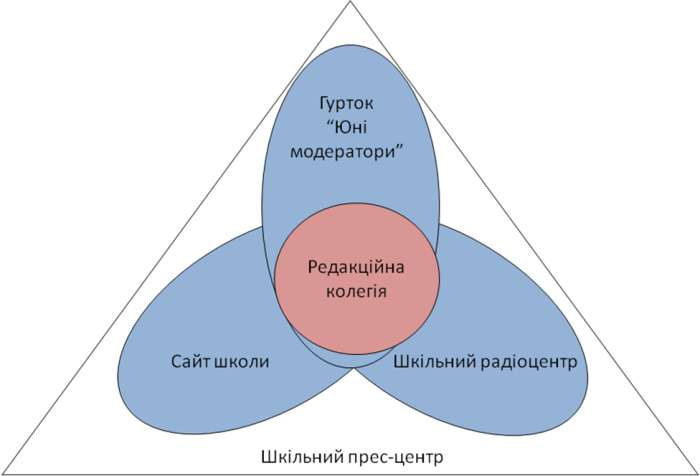 Гурток
“Юні
модератори”
Редакційна
колегія
Сайт школи
Шкільний радіоцентр
Шкільний прес-центр